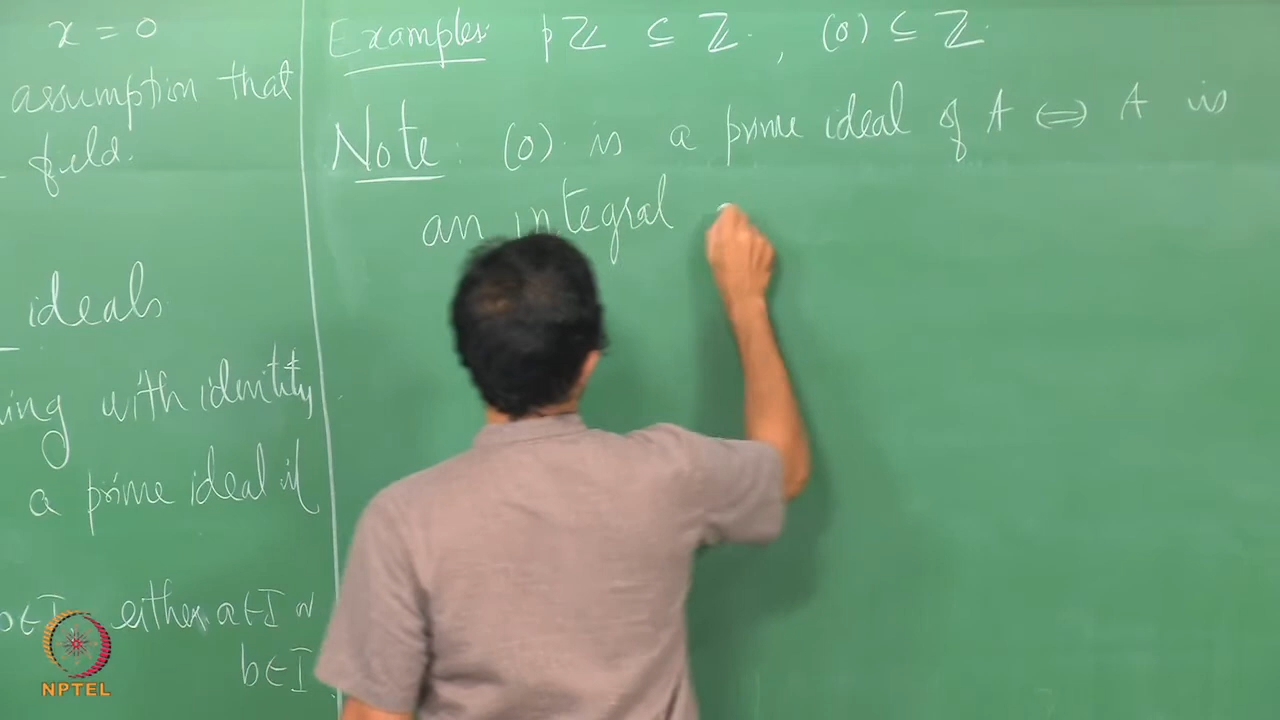 x = 0
assumption that
field.
ideals
with identity
a prime ideal if
either a ∈ I or
b ∈ I
Examples: pℤ ⊆ ℤ, (0) ⊆ ℤ.
Note: (0) is a prime ideal of A ⇔ A is
an integral
NPTEL